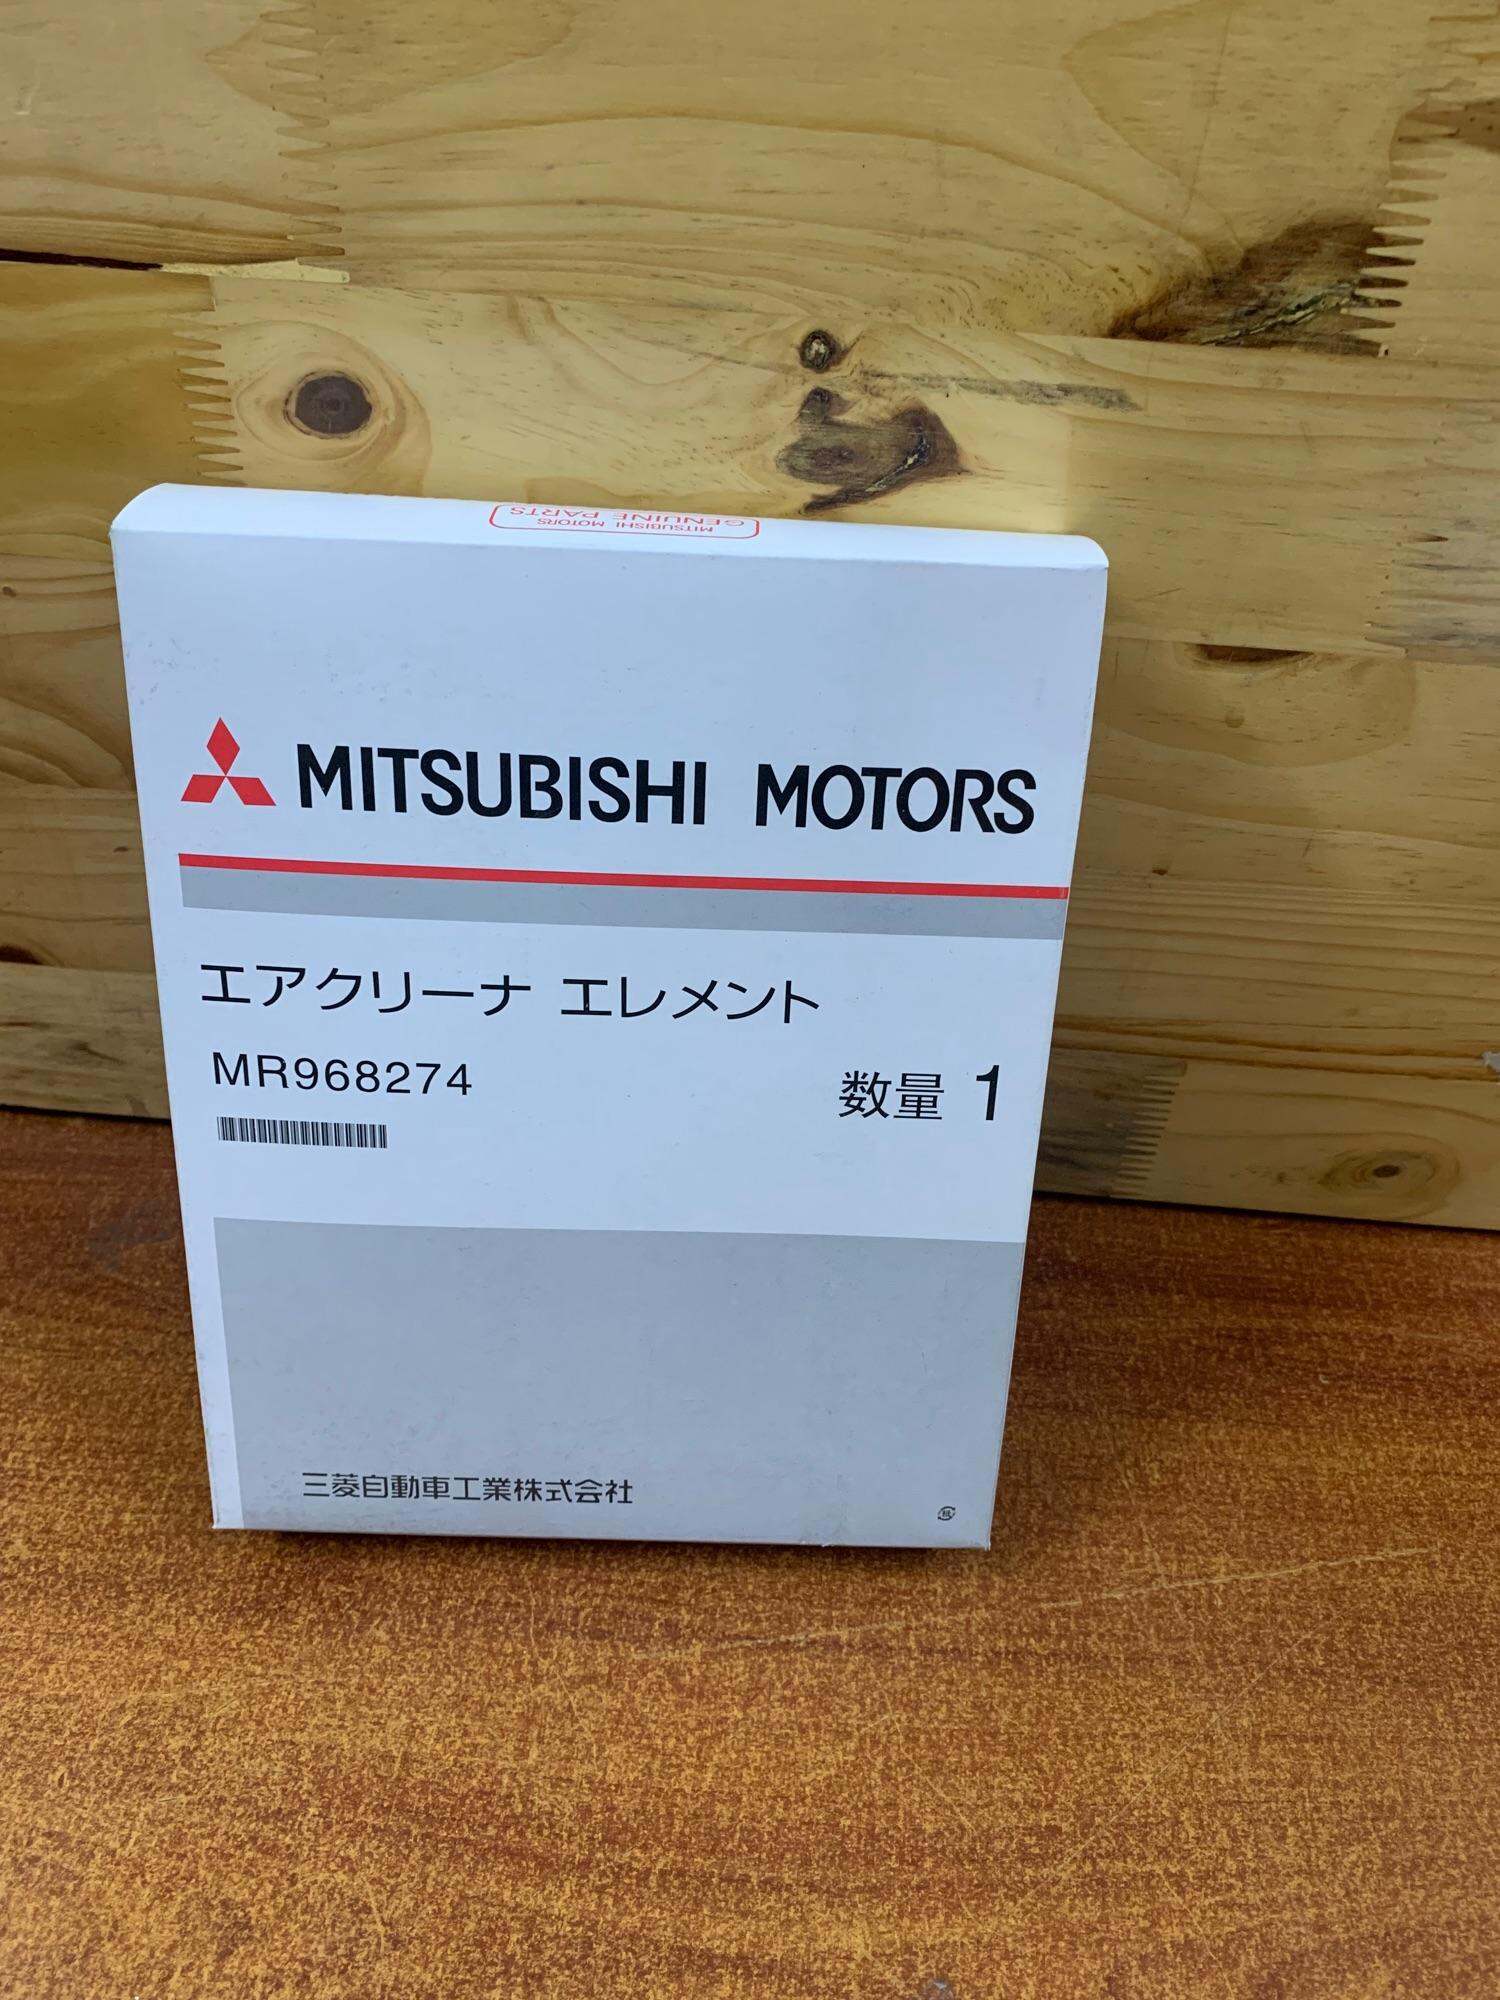 MITSUBISHI MOTORS
GENUINE PARTS
MITSUBISHI MOTORS
エアクリーナ エレメント
MR968274
数量 1
三菱自動車工業株式会社